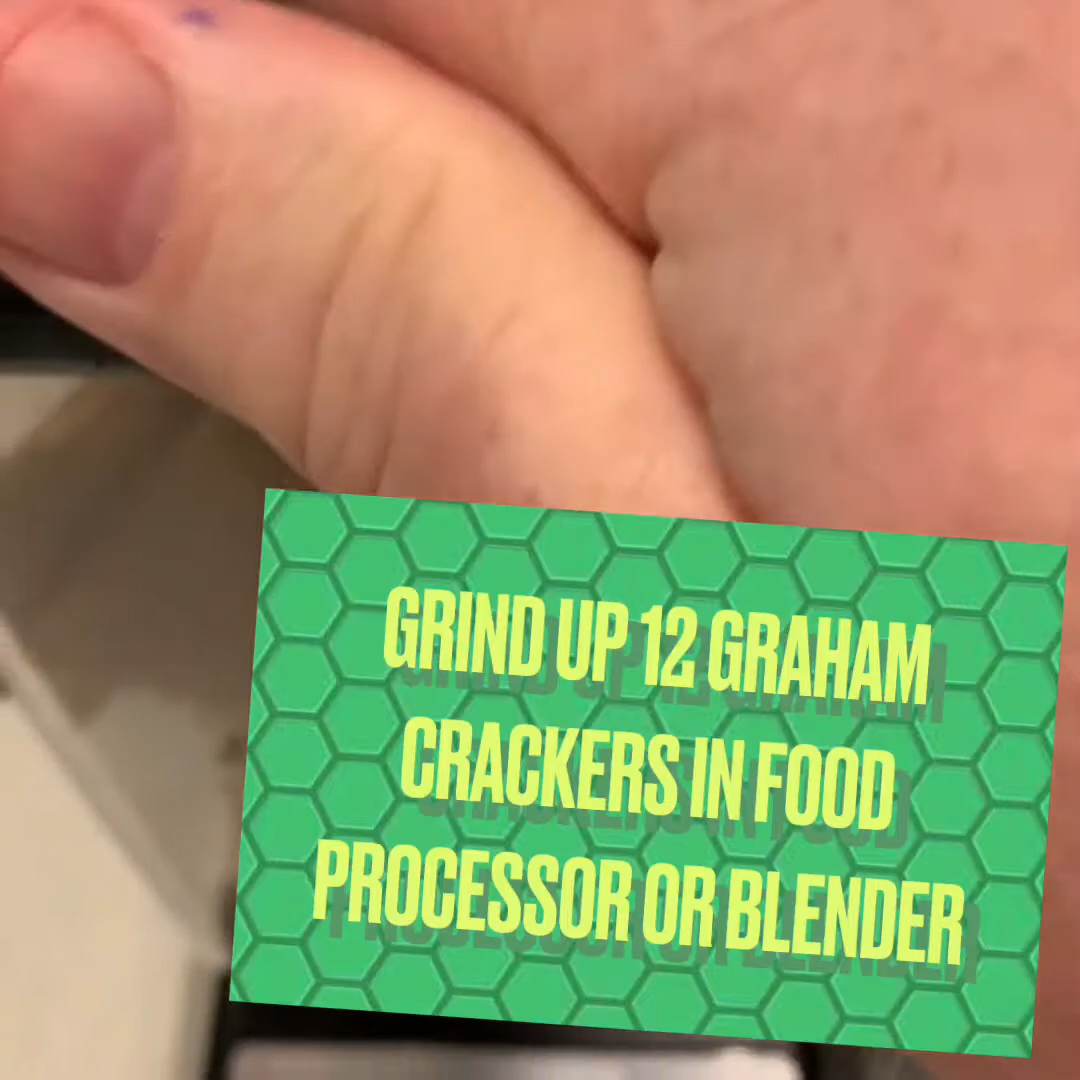 GRIND UP 12 GRAHAM
CRACKERS IN FOOD
PROCESSOR OR BLENDER